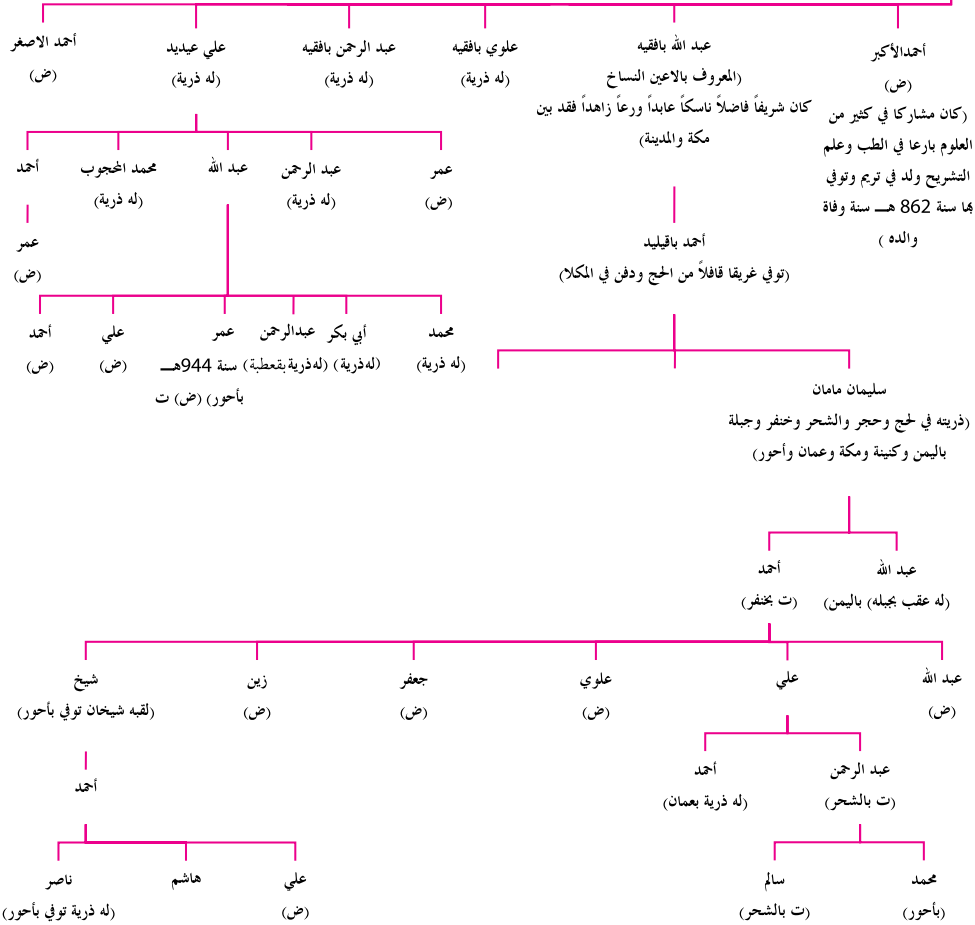 أحمدالأكبر
(ض)
(كان مشاركا في كثير من
العلوم بارعا في الطب وعلم
التشريح ولد في تريم وتوفي
بها سنة 862 هـــ سنة وفاة
والده )
عبد الله بافقيه
(المعروف بالاعين النساخ
كان شريفاً فاضلاً ناسكاً عابداً ورعاً زاهداً فقد بين
مكة والمدينة)
علوي بافقيه
(له ذرية)
عبد الرحمن بافقيه
(له ذرية)
علي عيديد
(له ذرية)
أحمد الاصغر
(ض)
عمر
(ض)
عبد الرحمن
(له ذرية)
عبد الله
محمد المحجوب
(له ذرية)
أحمد
عمر
(ض)
أحمد باقيليد
(توفي غريقا قافلاً من الحج ودفن في المكلا)
محمد
(له ذرية)
أبي بكر
(له ذرية)
عبدالرحمن
(له ذرية بقعطبة)
عمر
سنة 944هـــ
بأحور) (ض) ت
علي
(ض)
أحمد
(ض)
سليمان مامان
(ذريته في لحج وحجر والشحر وخنفر وجبلة
باليمن وكنينة ومكة وعمان وأحور)
عبد الله
(له عقب بجبله) باليمن)
أحمد
(ت بخنفر)
عبد الله
(ض)
علي
علوي
(ض)
جعفر
(ض)
زين
(ض)
شيخ
(لقبه شيخان توفي بأحور)
عبد الرحمن
(ت بالشحر)
أحمد
(له ذرية بعمان)
أحمد
محمد
(بأحور)
سالم
(ت بالشحر)
علي
(ض)
هاشم
ناصر
(له ذرية توفي بأحور)